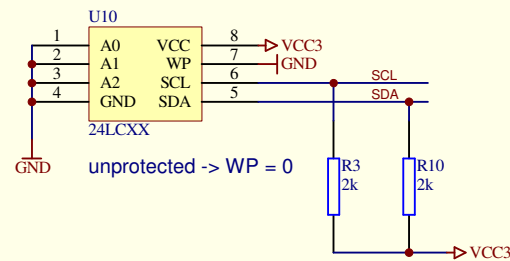 U10
1 A0 VCC 8 VCC3
2 A1 WP 7 GND
3 A2 SCL 6 SCL
4 GND SDA 5 SDA
24LCXX
GND
unprotected -> WP = 0
R3 R10
2k 2k
VCC3